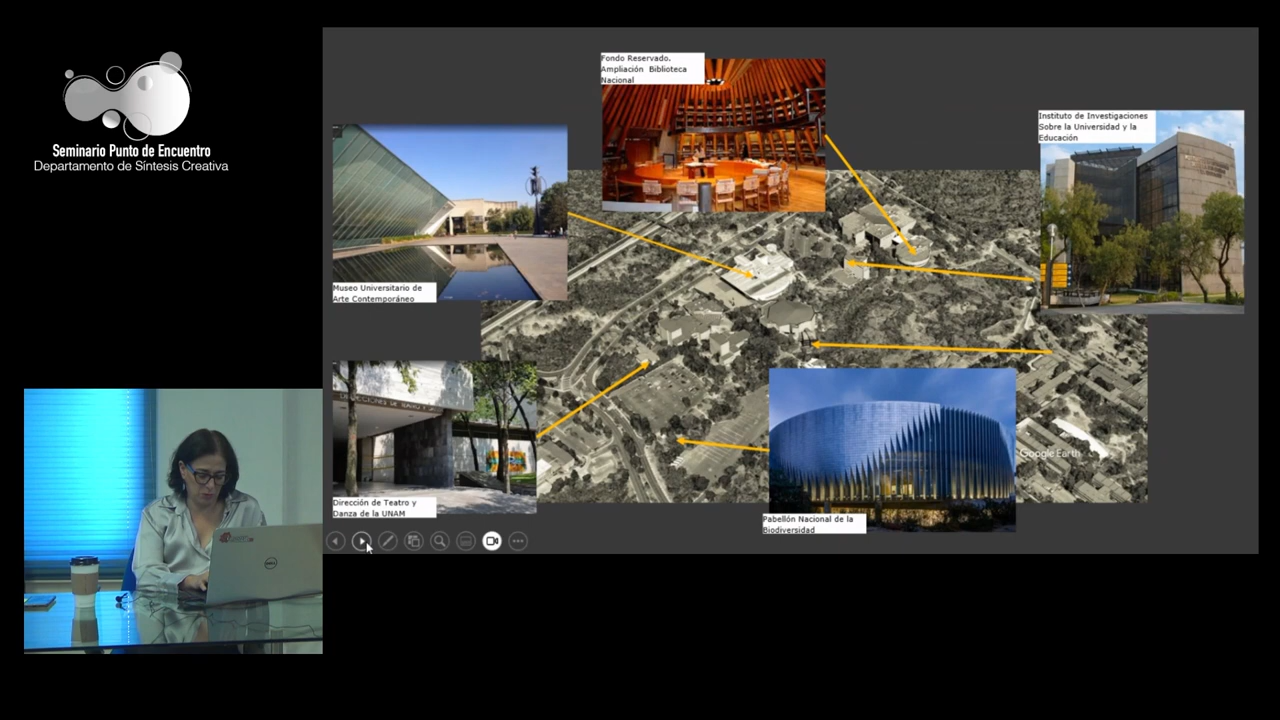 Seminario Punto de Encuentro
Departamento de Síntesis Creativa
Fondo Reservado.
Ampliación Biblioteca
Nacional
Instituto de Investigaciones
Sobre la Universidad y la
Educación
Museo Universitario de
Arte Contemporáneo
Dirección de Teatro y
Danza de la UNAM
Pabellón Nacional de la
Biodiversidad
Google Earth
DELL